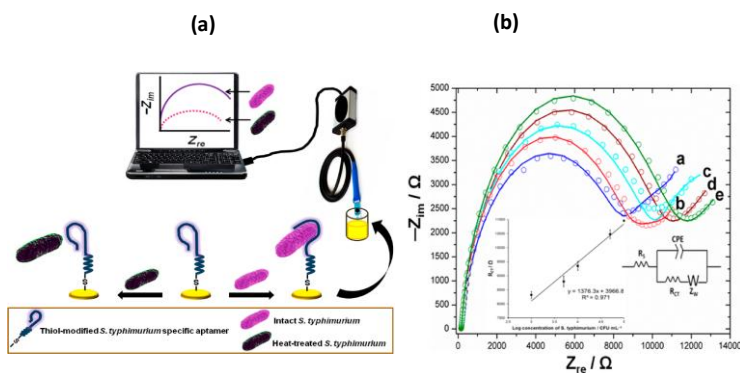 (a)
−Z_im
Z_re
S
S
S
Thiol-modified S. typhimurium specific aptamer
S
Intact S. typhimurium
Heat-treated S. typhimurium
(b)
5000
4500
4000
3500
3000
2500
2000
1500
1000
500
0
−Z_im / Ω
a
b
c
d
e
CPE
R_S
R_CT
Z_W
R_CT / Ω
y = 1376.3x + 3966.8
R² = 0.971
Log concentration of S. typhimurium / CFU mL⁻¹
0 2000 4000 6000 8000 10000 12000 14000
Z_re / Ω